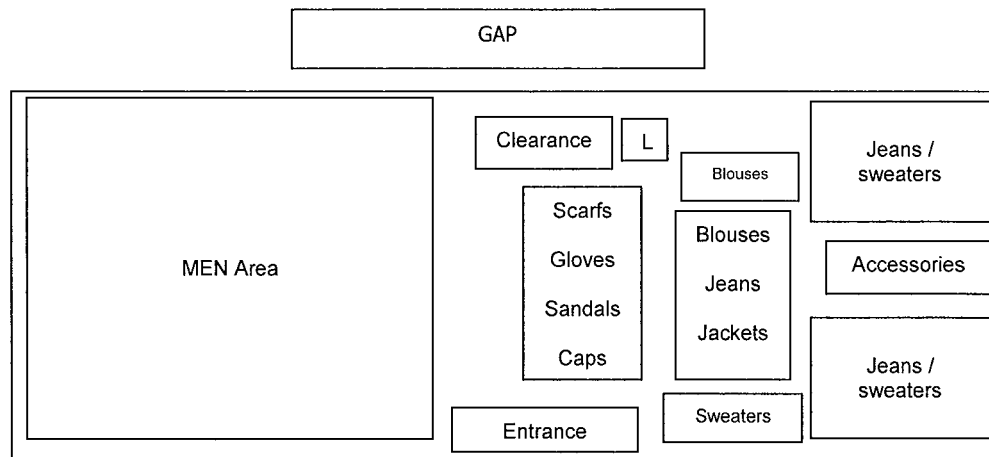 GAP
MEN Area
Clearance
L
Scarfs
Gloves
Sandals
Caps
Entrance
Blouses
Blouses
Jeans
Jackets
Sweaters
Jeans /
sweaters
Accessories
Jeans /
sweaters